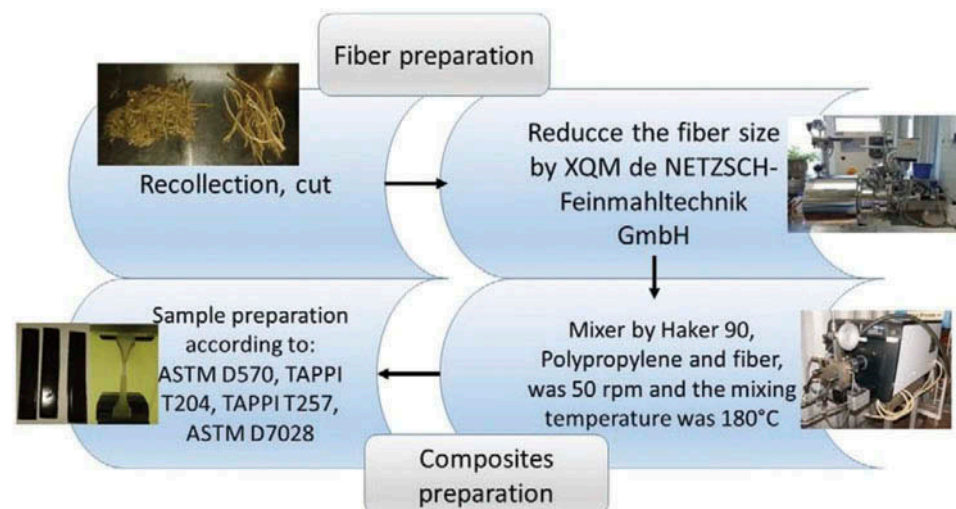 Fiber preparation
Recollection, cut
Reducce the fiber size
by XQM de NETZSCH-
Feinmahltechnik
GmbH
Mixer by Haker 90,
Polypropylene and fiber,
was 50 rpm and the mixing
temperature was 180°C
Sample preparation
according to:
ASTM D570, TAPPI
T204, TAPPI T257,
ASTM D7028
Composites
preparation